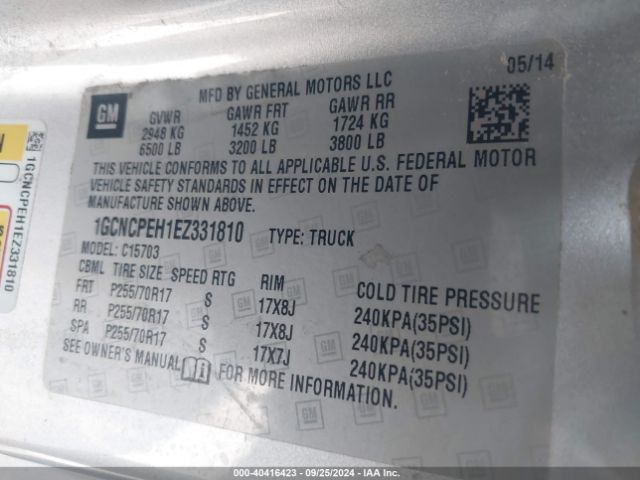 05/14
MFD BY GENERAL MOTORS LLC
GM
GVWR GAWR FRT GAWR RR
2948 KG 1452 KG 1724 KG
6500 LB 3200 LB 3800 LB
THIS VEHICLE CONFORMS TO ALL APPLICABLE U.S. FEDERAL MOTOR
VEHICLE SAFETY STANDARDS IN EFFECT ON THE DATE OF
MANUFACTURE SHOWN ABOVE.
1GCNCPEH1EZ331810 TYPE: TRUCK
MODEL: C15703
CBML TIRE SIZE SPEED RTG RIM COLD TIRE PRESSURE
FRT P255/70R17 S 17X8J 240KPA(35PSI)
RR P255/70R17 S 17X8J 240KPA(35PSI)
SPA P255/70R17 S 17X7J 240KPA(35PSI)
SEE OWNER'S MANUAL FOR MORE INFORMATION.
1GCNCPEH1EZ331810
000-40416423 - 09/25/2024 - IAA Inc.